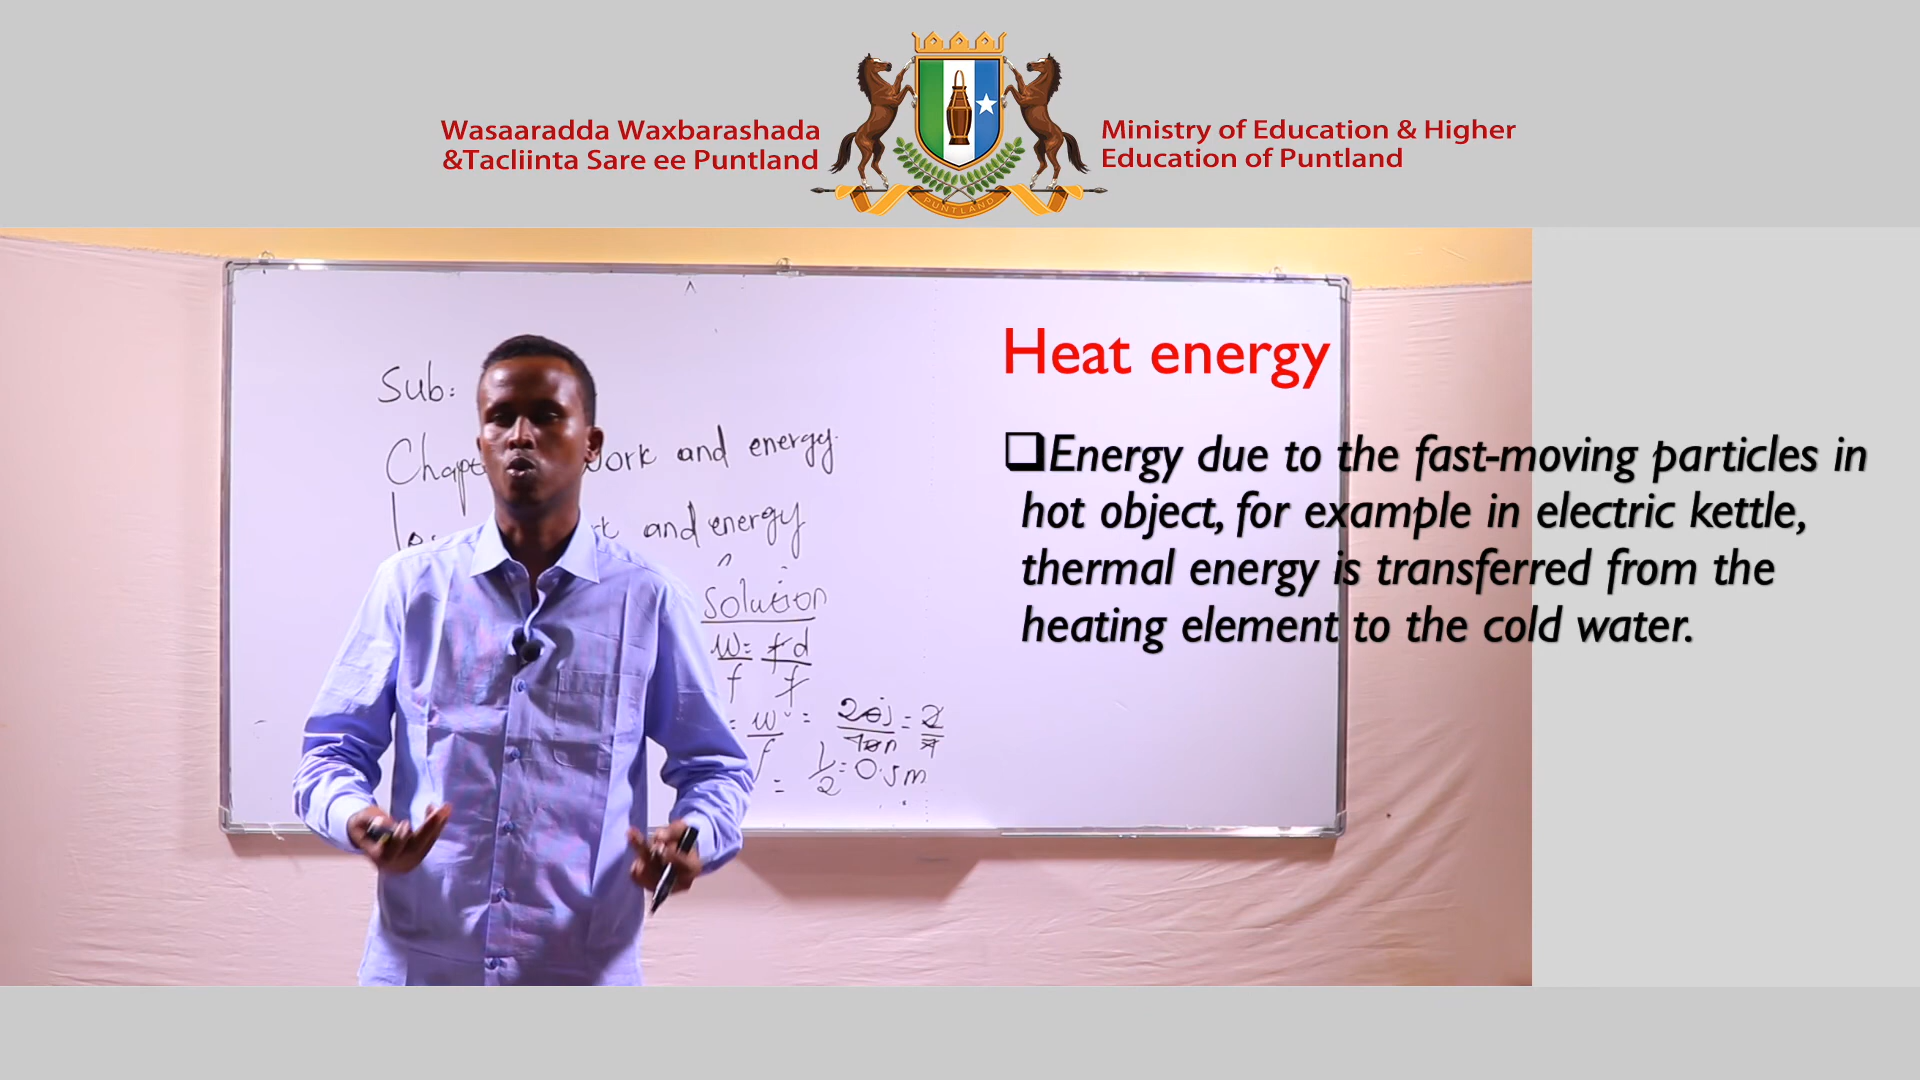 Wasaaradda Waxbarashada
&Tacliinta Sare ee Puntland
Ministry of Education & Higher
Education of Puntland
PUNTLAND
Heat energy
Energy due to the fast-moving particles in
hot object, for example in electric kettle,
thermal energy is transferred from the
heating element to the cold water.
Sub:
and energy
and energy
Solution
w= f d
f f
= w =
f
1/2 = 0.5m